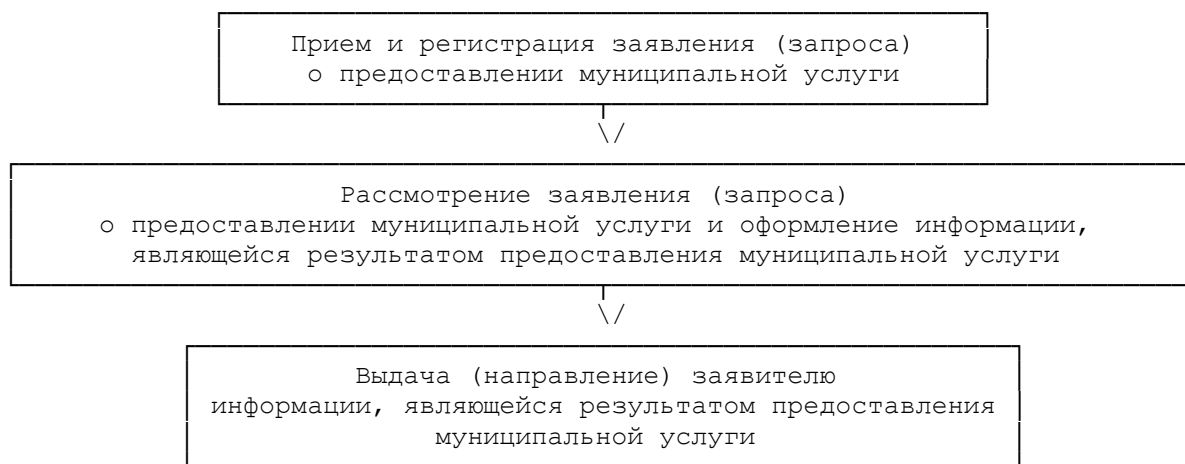 Прием и регистрация заявления (запроса)
о предоставлении муниципальной услуги
\/
Рассмотрение заявления (запроса)
о предоставлении муниципальной услуги и оформление информации,
являющейся результатом предоставления муниципальной услуги
\/
Выдача (направление) заявителю
информации, являющейся результатом предоставления
муниципальной услуги